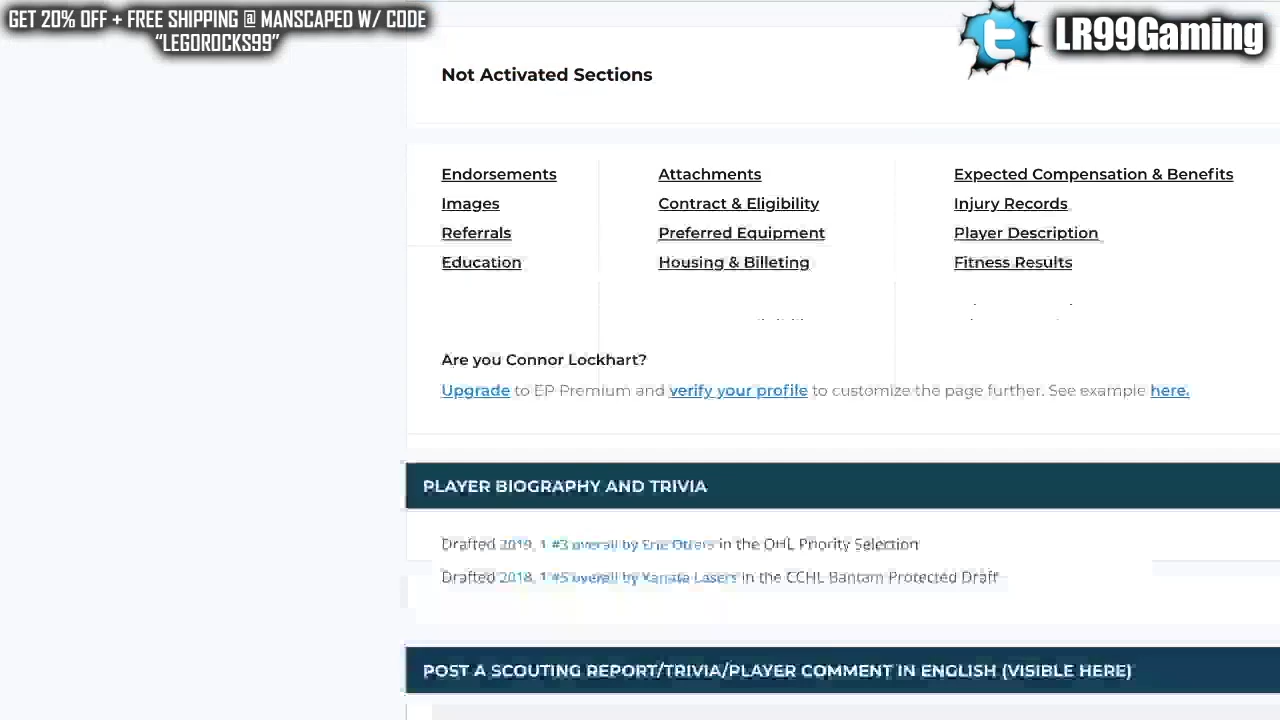 GET 20% OFF + FREE SHIPPING @ MANSCAPED W/ CODE
“LEGOROCKS99”
LR99Gaming
Not Activated Sections
Endorsements
Attachments
Expected Compensation & Benefits
Images
Contract & Eligibility
Injury Records
Referrals
Preferred Equipment
Player Description
Education
Housing & Billeting
Fitness Results
Are you Connor Lockhart?
Upgrade to EP Premium and verify your profile to customize the page further. See example here.
PLAYER BIOGRAPHY AND TRIVIA
Drafted 2019, 1 #3 overall by Erie Otters in the OHL Priority Selection
Drafted 2018, 1 #5 overall by Kanata Lasers in the CCHL Bantam Protected Draft
POST A SCOUTING REPORT/TRIVIA/PLAYER COMMENT IN ENGLISH (VISIBLE HERE)